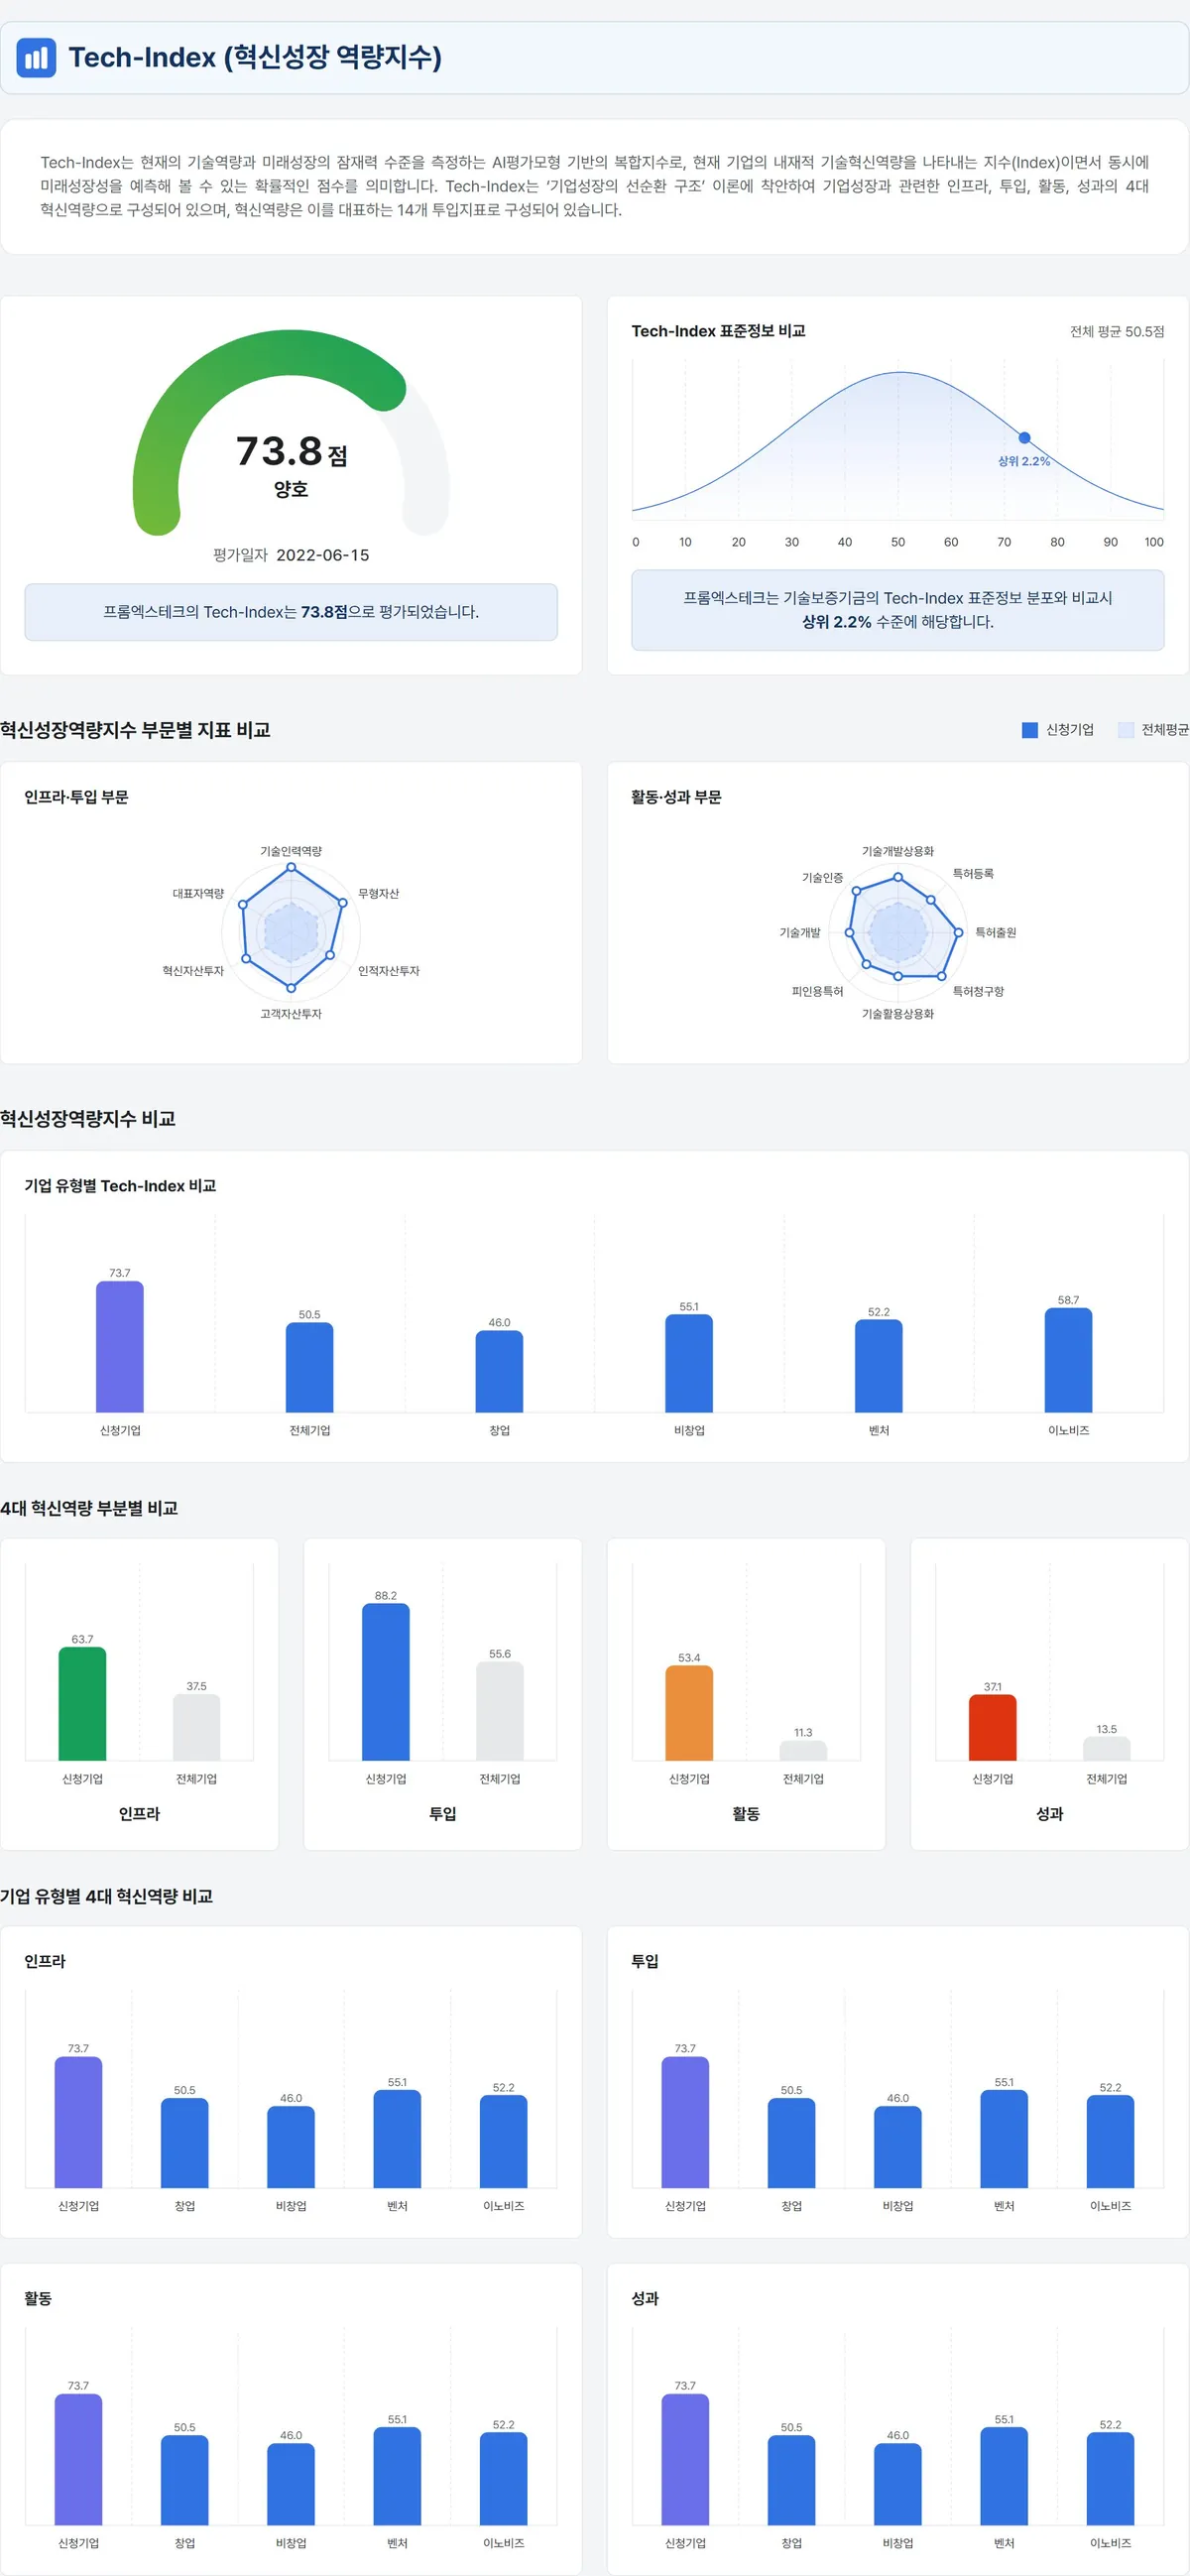 Tech-Index (혁신성장 역량지수)
Tech-Index는 현재의 기술역량과 미래성장의 잠재력 수준을 측정하는 AI평가모형 기반의 복합지수로, 현재 기업의 내재적 기술혁신역량을 나타내는 지수(Index)이면서 동시에
미래성장성을 예측해 볼 수 있는 확률적인 점수를 의미합니다. Tech-Index는 ‘기업성장의 선순환 구조’ 이론에 착안하여 기업성장과 관련한 인프라, 투입, 활동, 성과의 4대
혁신역량으로 구성되어 있으며, 혁신역량은 이를 대표하는 14개 투입지표로 구성되어 있습니다.
73.8점
양호
평가일자 2022-06-15
프롬엑스테크의 Tech-Index는 73.8점으로 평가되었습니다.
Tech-Index 표준정보 비교
전체 평균 50.5점
상위 2.2%
0 10 20 30 40 50 60 70 80 90 100
프롬엑스테크는 기술보증기금의 Tech-Index 표준정보 분포와 비교시
상위 2.2% 수준에 해당합니다.
혁신성장역량지수 부문별 지표 비교
신청기업 전체평균
인프라·투입 부문
기술인력역량
대표자역량 무형자산
혁신자산투자 인적자산투자
고객자산투자
활동·성과 부문
기술개발상용화
기술인증 특허등록
기술개발 특허출원
피인용특허 특허청구항
기술활용상용화
혁신성장역량지수 비교
기업 유형별 Tech-Index 비교
73.7 50.5 46.0 55.1 52.2 58.7
신청기업 전체기업 창업 비창업 벤처 이노비즈
4대 혁신역량 부분별 비교
63.7 37.5
신청기업 전체기업
인프라
88.2 55.6
신청기업 전체기업
투입
53.4 11.3
신청기업 전체기업
활동
37.1 13.5
신청기업 전체기업
성과
기업 유형별 4대 혁신역량 비교
인프라
73.7 50.5 46.0 55.1 52.2
신청기업 창업 비창업 벤처 이노비즈
투입
73.7 50.5 46.0 55.1 52.2
신청기업 창업 비창업 벤처 이노비즈
활동
73.7 50.5 46.0 55.1 52.2
신청기업 창업 비창업 벤처 이노비즈
성과
73.7 50.5 46.0 55.1 52.2
신청기업 창업 비창업 벤처 이노비즈